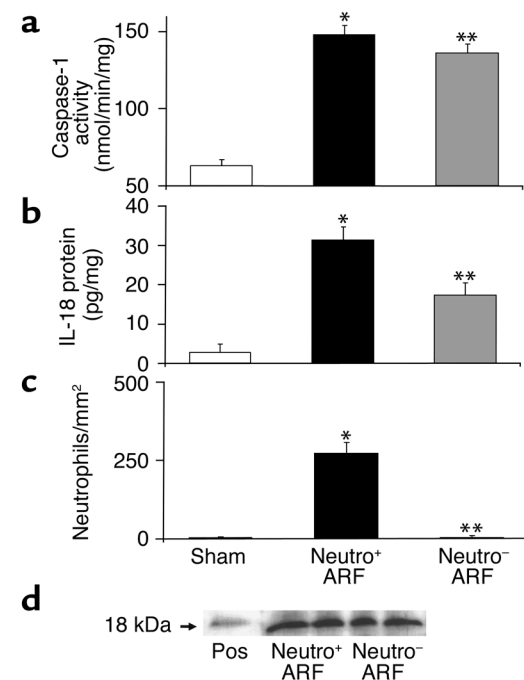 a
Caspase-1
activity
(nmol/min/mg)
150
100
50
*
**
b
IL-18 protein
(pg/mg)
40
30
20
10
0
*
**
c
Neutrophils/mm²
500
250
0
*
**
Sham
Neutro⁺
ARF
Neutro⁻
ARF
d
18 kDa →
Pos
Neutro⁺
ARF
Neutro⁻
ARF